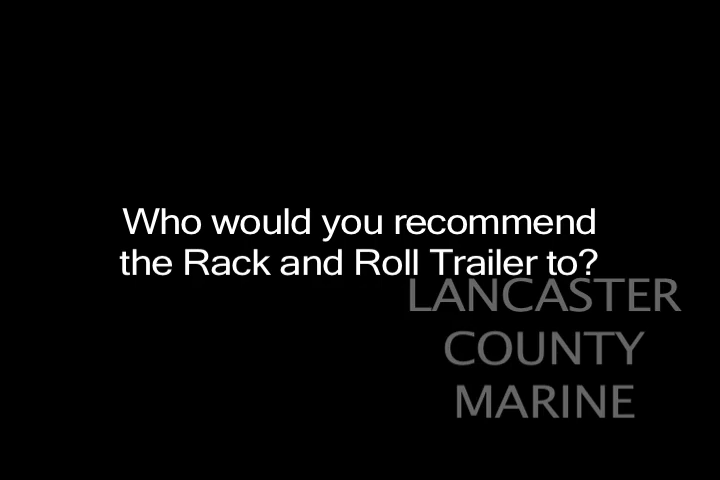 Who would you recommend
the Rack and Roll Trailer to?
LANCASTER
COUNTY
MARINE